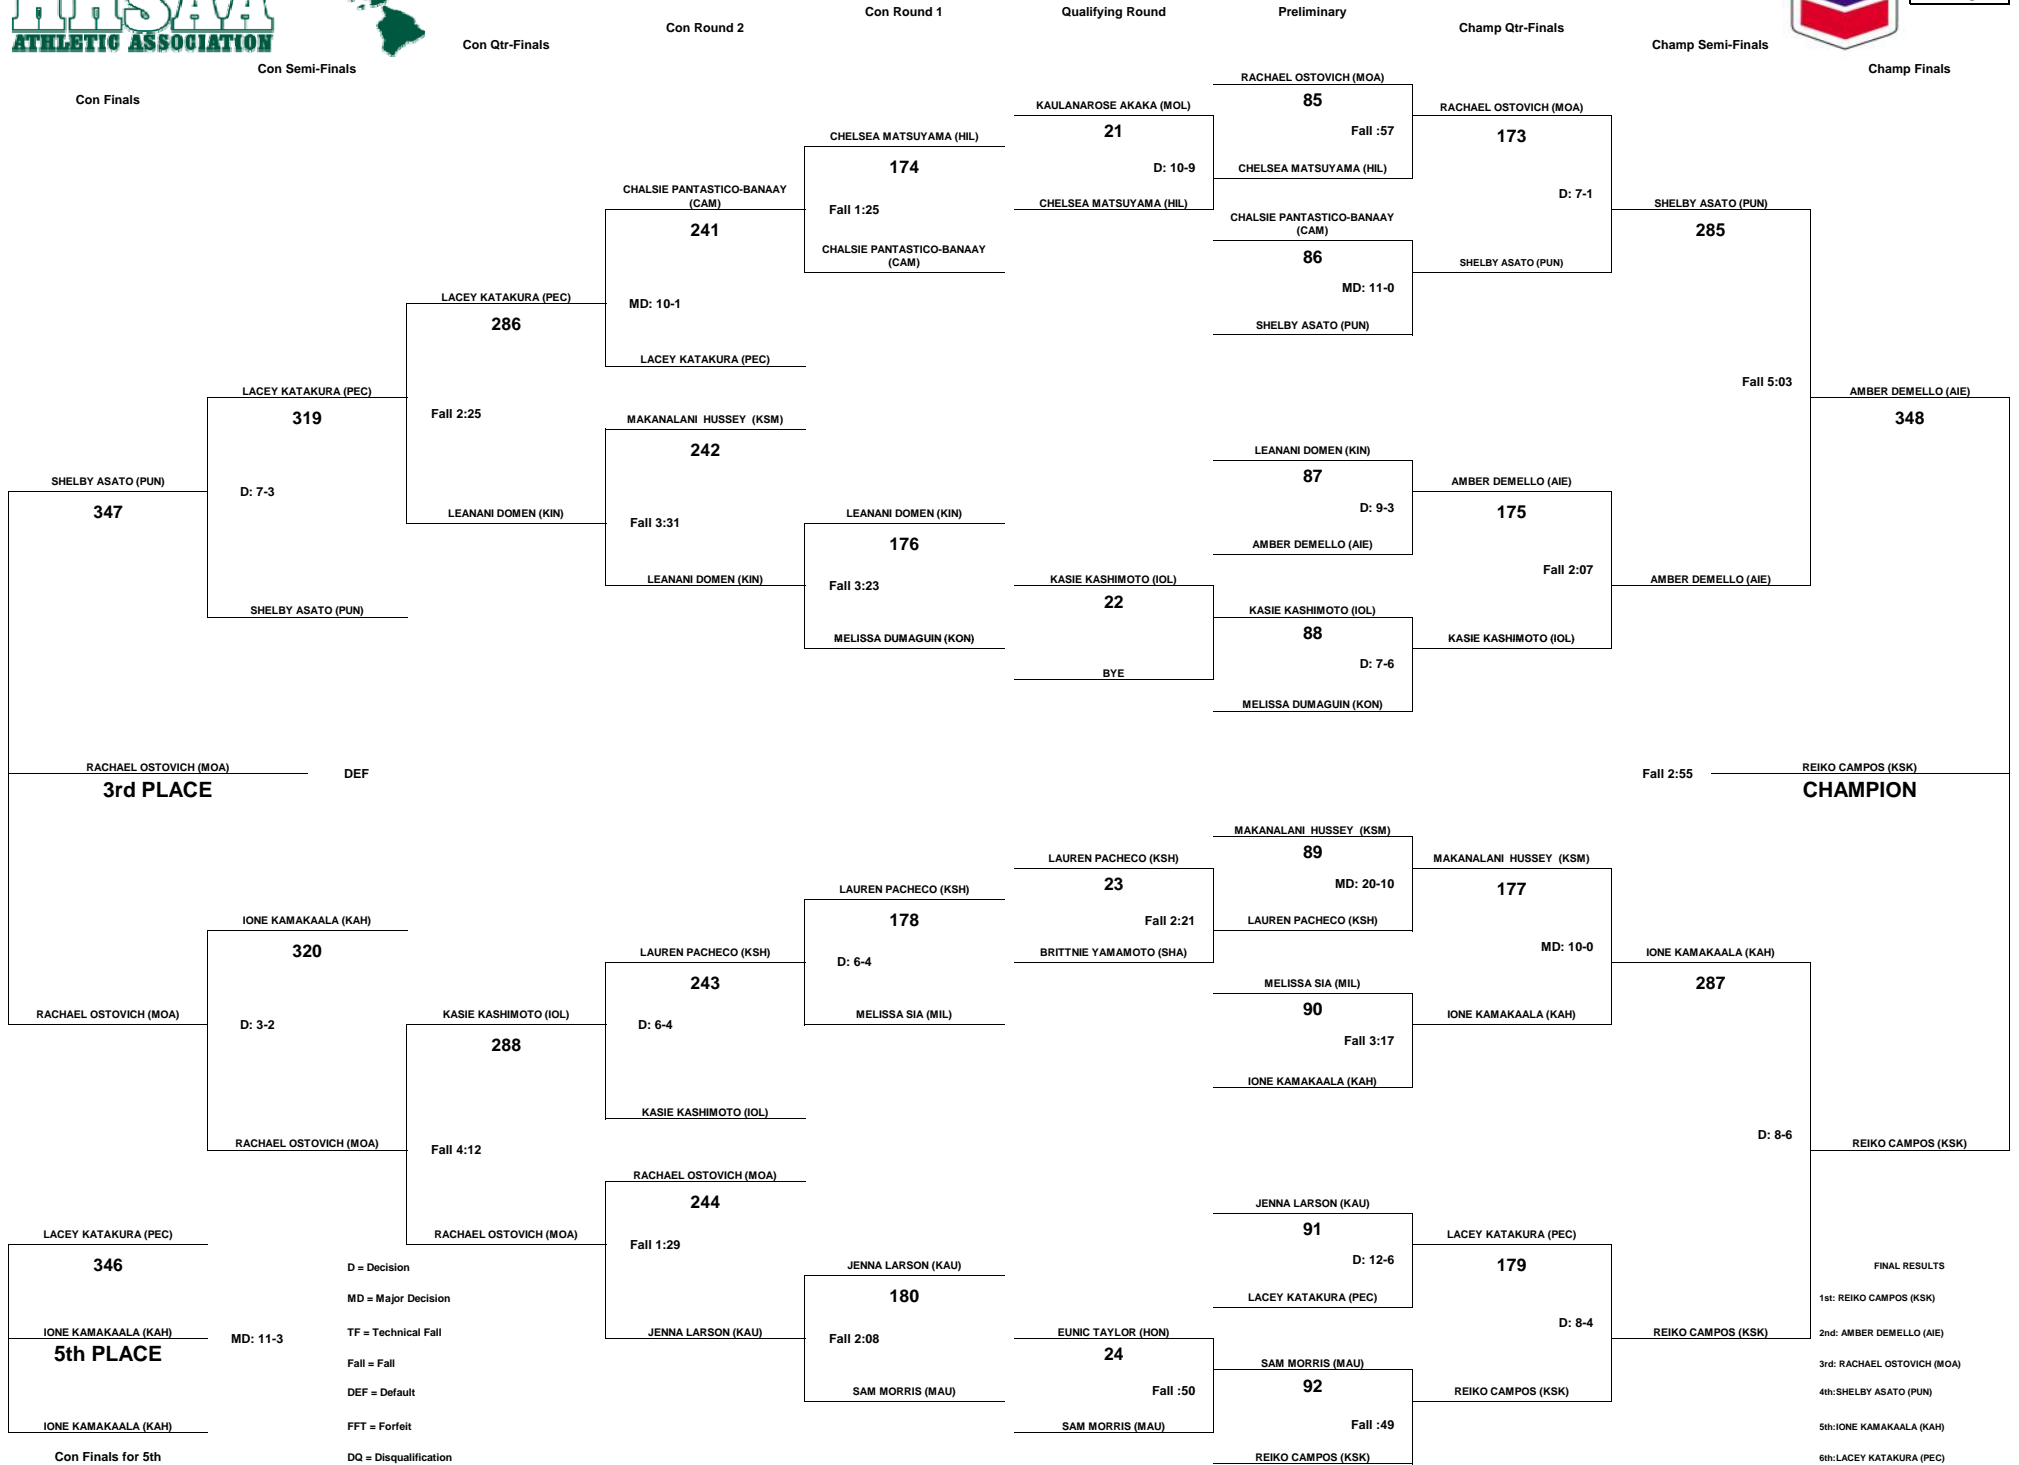 HHSAA
ATHLETIC ASSOCIATION
Con Finals
Con Semi-Finals
Con Qtr-Finals
Con Round 2
Con Round 1
Qualifying Round
Preliminary
Champ Qtr-Finals
Champ Semi-Finals
Champ Finals
SHELBY ASATO (PUN)
347
RACHAEL OSTOVICH (MOA)
3rd PLACE
DEF
RACHAEL OSTOVICH (MOA)
LACEY KATAKURA (PEC)
346
IONE KAMAKAALA (KAH)
5th PLACE
MD: 11-3
IONE KAMAKAALA (KAH)
Con Finals for 5th
LACEY KATAKURA (PEC)
319
D: 7-3
SHELBY ASATO (PUN)
IONE KAMAKAALA (KAH)
320
D: 3-2
RACHAEL OSTOVICH (MOA)
D = Decision
MD = Major Decision
TF = Technical Fall
Fall = Fall
DEF = Default
FFT = Forfeit
DQ = Disqualification
LACEY KATAKURA (PEC)
286
Fall 2:25
LEANANI DOMEN (KIN)
KASIE KASHIMOTO (IOL)
288
Fall 4:12
RACHAEL OSTOVICH (MOA)
CHALSIE PANTASTICO-BANAAY
(CAM)
241
MD: 10-1
LACEY KATAKURA (PEC)
MAKANALANI HUSSEY (KSM)
242
Fall 3:31
LEANANI DOMEN (KIN)
LAUREN PACHECO (KSH)
243
D: 6-4
KASIE KASHIMOTO (IOL)
RACHAEL OSTOVICH (MOA)
244
Fall 1:29
JENNA LARSON (KAU)
CHELSEA MATSUYAMA (HIL)
174
Fall 1:25
CHALSIE PANTASTICO-BANAAY
(CAM)
LEANANI DOMEN (KIN)
176
Fall 3:23
MELISSA DUMAGUIN (KON)
LAUREN PACHECO (KSH)
178
D: 6-4
MELISSA SIA (MIL)
JENNA LARSON (KAU)
180
Fall 2:08
SAM MORRIS (MAU)
KAULANAROSE AKAKA (MOL)
21
D: 10-9
CHELSEA MATSUYAMA (HIL)
KASIE KASHIMOTO (IOL)
22
BYE
LAUREN PACHECO (KSH)
23
Fall 2:21
BRITTNIE YAMAMOTO (SHA)
EUNIC TAYLOR (HON)
24
Fall :50
SAM MORRIS (MAU)
RACHAEL OSTOVICH (MOA)
85
Fall :57
CHELSEA MATSUYAMA (HIL)
CHALSIE PANTASTICO-BANAAY
(CAM)
86
MD: 11-0
SHELBY ASATO (PUN)
LEANANI DOMEN (KIN)
87
D: 9-3
AMBER DEMELLO (AIE)
KASIE KASHIMOTO (IOL)
88
D: 7-6
MELISSA DUMAGUIN (KON)
MAKANALANI HUSSEY (KSM)
89
MD: 20-10
LAUREN PACHECO (KSH)
MELISSA SIA (MIL)
90
Fall 3:17
IONE KAMAKAALA (KAH)
JENNA LARSON (KAU)
91
D: 12-6
LACEY KATAKURA (PEC)
SAM MORRIS (MAU)
92
Fall :49
REIKO CAMPOS (KSK)
RACHAEL OSTOVICH (MOA)
173
D: 7-1
SHELBY ASATO (PUN)
AMBER DEMELLO (AIE)
175
Fall 2:07
KASIE KASHIMOTO (IOL)
MAKANALANI HUSSEY (KSM)
177
MD: 10-0
IONE KAMAKAALA (KAH)
LACEY KATAKURA (PEC)
179
D: 8-4
REIKO CAMPOS (KSK)
SHELBY ASATO (PUN)
285
Fall 5:03
AMBER DEMELLO (AIE)
IONE KAMAKAALA (KAH)
287
D: 8-6
REIKO CAMPOS (KSK)
AMBER DEMELLO (AIE)
348
Fall 2:55
REIKO CAMPOS (KSK)
CHAMPION
REIKO CAMPOS (KSK)
FINAL RESULTS
1st: REIKO CAMPOS (KSK)
2nd: AMBER DEMELLO (AIE)
3rd: RACHAEL OSTOVICH (MOA)
4th:SHELBY ASATO (PUN)
5th:IONE KAMAKAALA (KAH)
6th:LACEY KATAKURA (PEC)